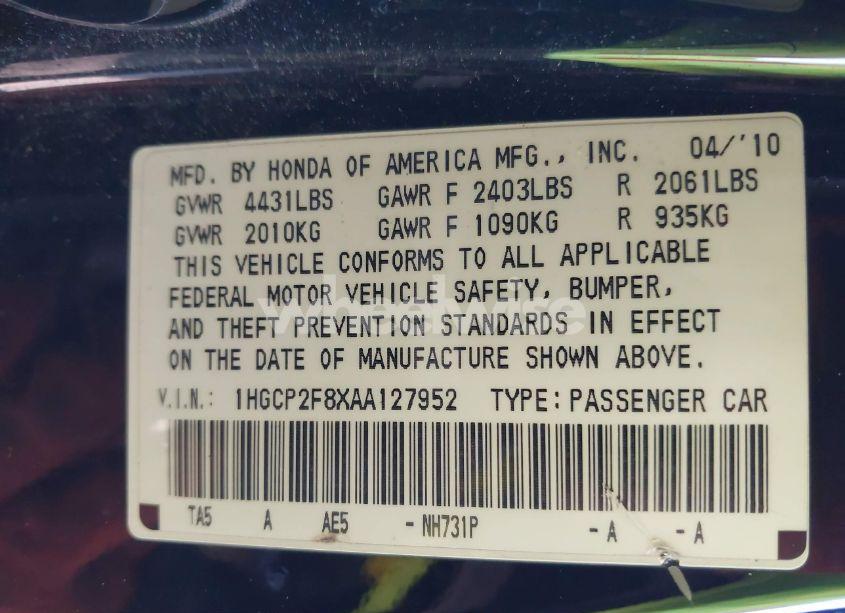 MFD. BY HONDA OF AMERICA MFG., INC. 04/'10
GVWR 4431LBS GAWR F 2403LBS R 2061LBS
GVWR 2010KG GAWR F 1090KG R 935KG
THIS VEHICLE CONFORMS TO ALL APPLICABLE
FEDERAL MOTOR VEHICLE SAFETY, BUMPER,
wheelwise
AND THEFT PREVENTION STANDARDS IN EFFECT
ON THE DATE OF MANUFACTURE SHOWN ABOVE.
V.I.N.: 1HGCP2F8XAA127952 TYPE: PASSENGER CAR
TA5 A AE5 -NH731P -A -A